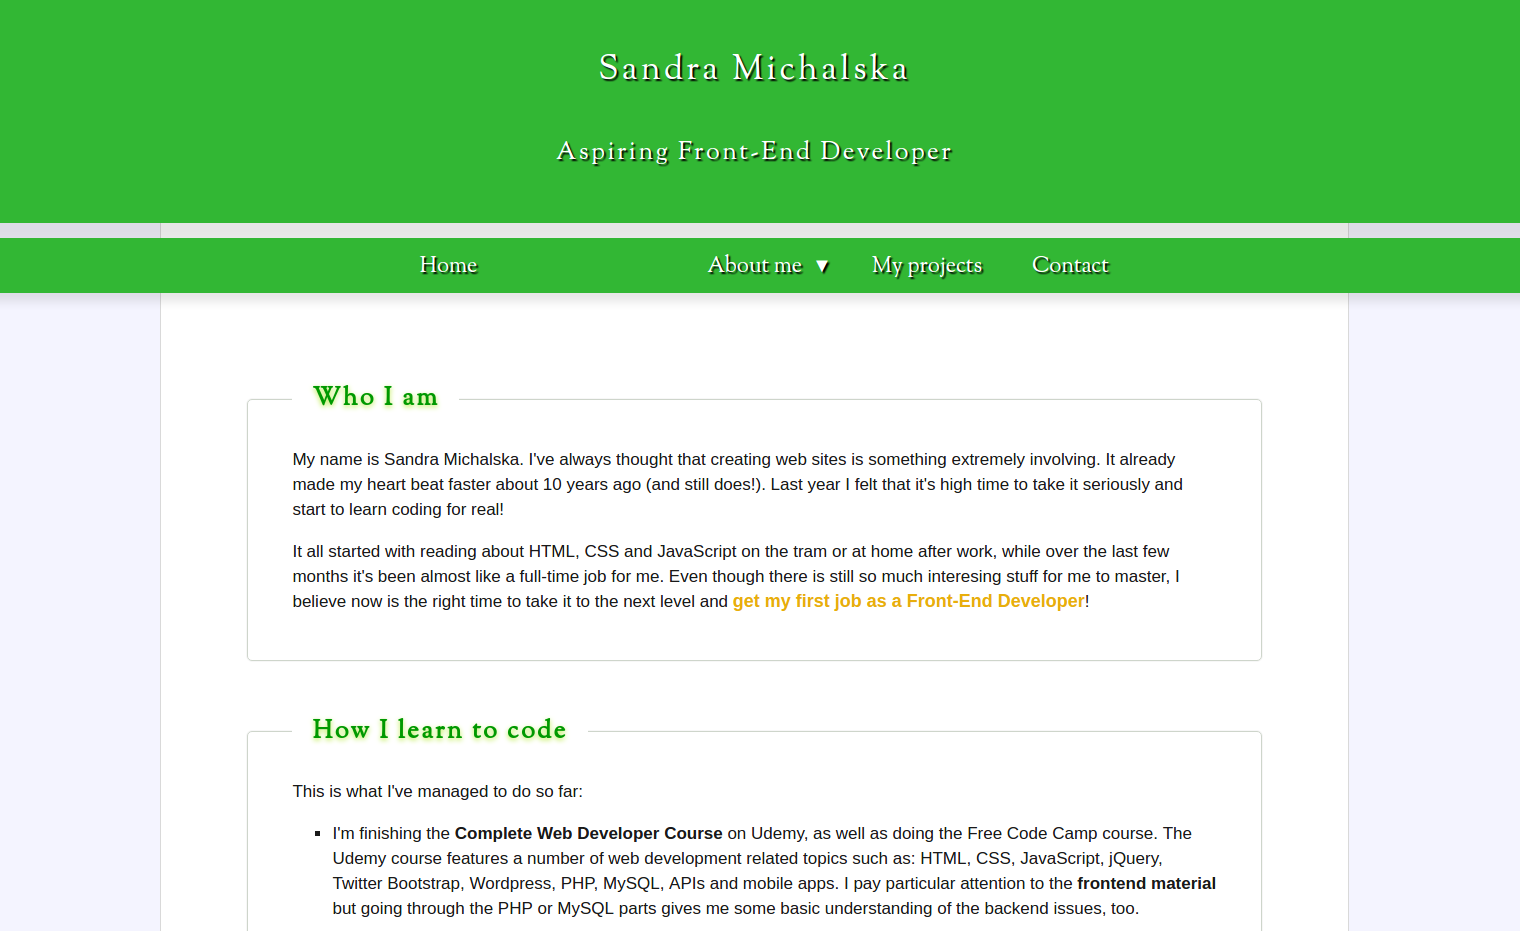 Sandra Michalska
Aspiring Front-End Developer
Home About me ▼ My projects Contact
Who I am
My name is Sandra Michalska. I've always thought that creating web sites is something extremely involving. It already
made my heart beat faster about 10 years ago (and still does!). Last year I felt that it's high time to take it seriously and
start to learn coding for real!
It all started with reading about HTML, CSS and JavaScript on the tram or at home after work, while over the last few
months it's been almost like a full-time job for me. Even though there is still so much interesing stuff for me to master, I
believe now is the right time to take it to the next level and get my first job as a Front-End Developer!
How I learn to code
This is what I've managed to do so far:
▪ I'm finishing the Complete Web Developer Course on Udemy, as well as doing the Free Code Camp course. The
Udemy course features a number of web development related topics such as: HTML, CSS, JavaScript, jQuery,
Twitter Bootstrap, Wordpress, PHP, MySQL, APIs and mobile apps. I pay particular attention to the frontend material
but going through the PHP or MySQL parts gives me some basic understanding of the backend issues, too.